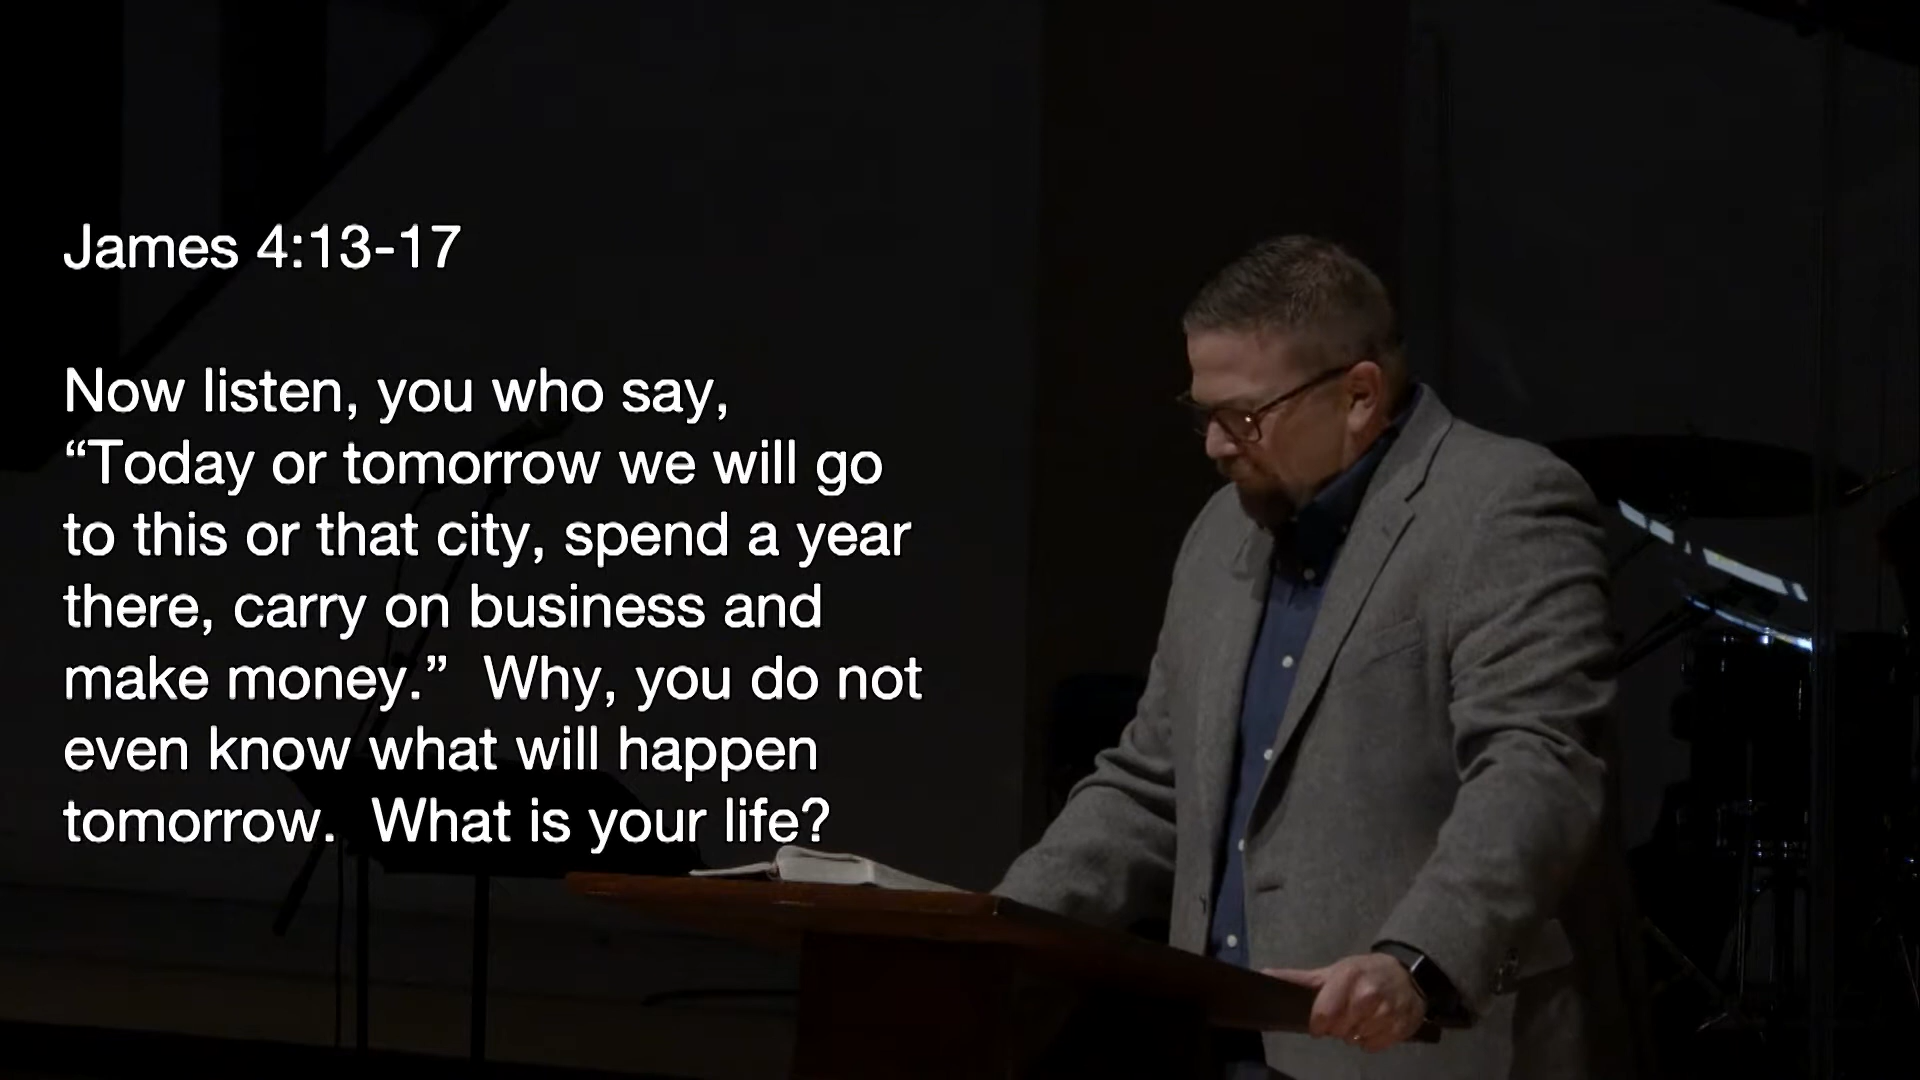 James 4:13-17
Now listen, you who say,
“Today or tomorrow we will go
to this or that city, spend a year
there, carry on business and
make money.”  Why, you do not
even know what will happen
tomorrow.  What is your life?